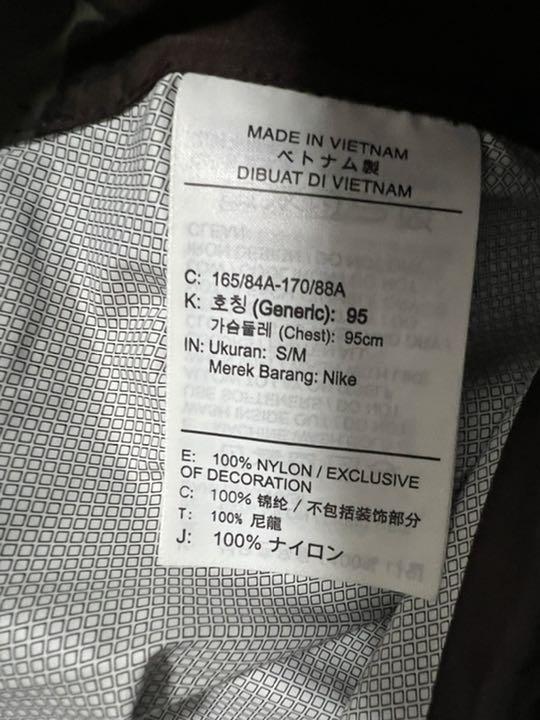 MADE IN VIETNAM
ベトナム製
DIBUAT DI VIETNAM
C: 165/84A-170/88A
K: 호칭 (Generic): 95
가슴둘레 (Chest): 95cm
IN: Ukuran: S/M
Merek Barang: Nike
E: 100% NYLON / EXCLUSIVE
OF DECORATION
C: 100% 锦纶 / 不包括装饰部分
T: 100% 尼龍
J: 100% ナイロン